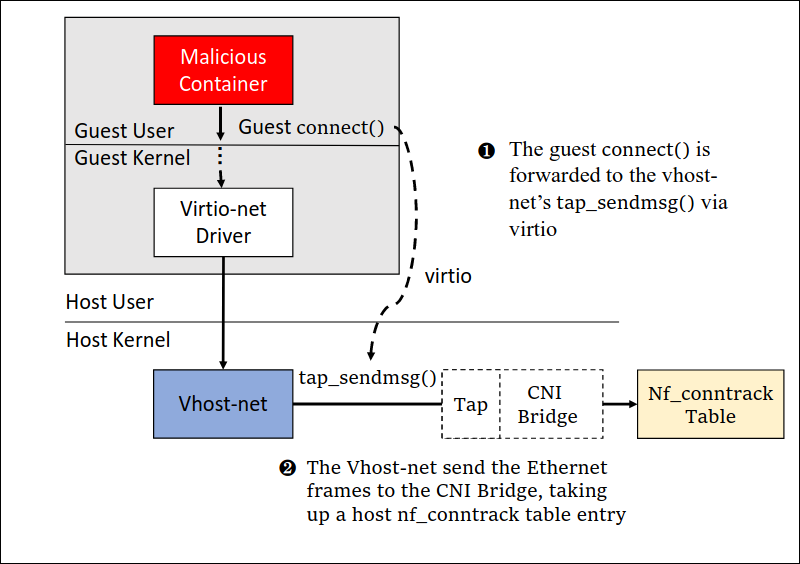 Malicious
Container
Guest User
Guest connect()
Guest Kernel
Virtio-net
Driver
❶ The guest connect() is
forwarded to the vhost-
net’s tap_sendmsg() via
virtio
virtio
Host User
Host Kernel
Vhost-net
tap_sendmsg()
Tap
CNI
Bridge
Nf_conntrack
Table
❷ The Vhost-net send the Ethernet
frames to the CNI Bridge, taking
up a host nf_conntrack table entry